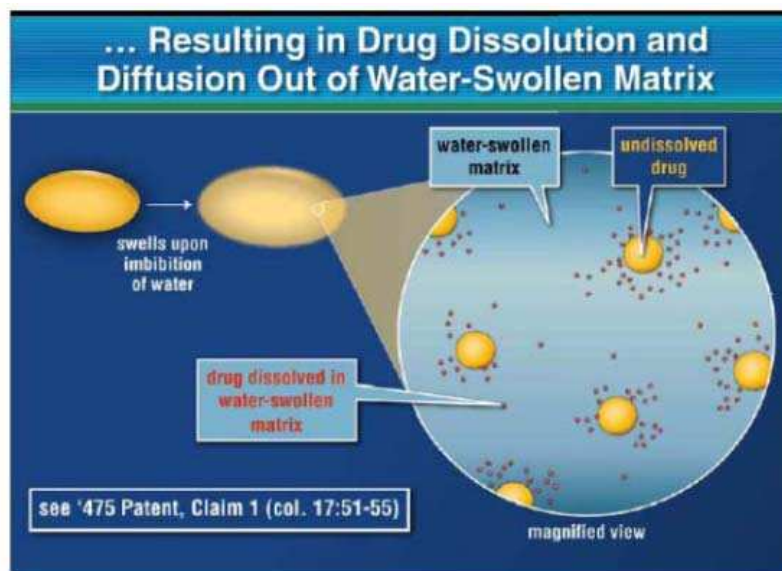 ... Resulting in Drug Dissolution and
Diffusion Out of Water-Swollen Matrix
water-swollen
matrix
undissolved
drug
swells upon
imbibition
of water
drug dissolved in
water-swollen
matrix
see '475 Patent, Claim 1 (col. 17:51-55)
magnified view